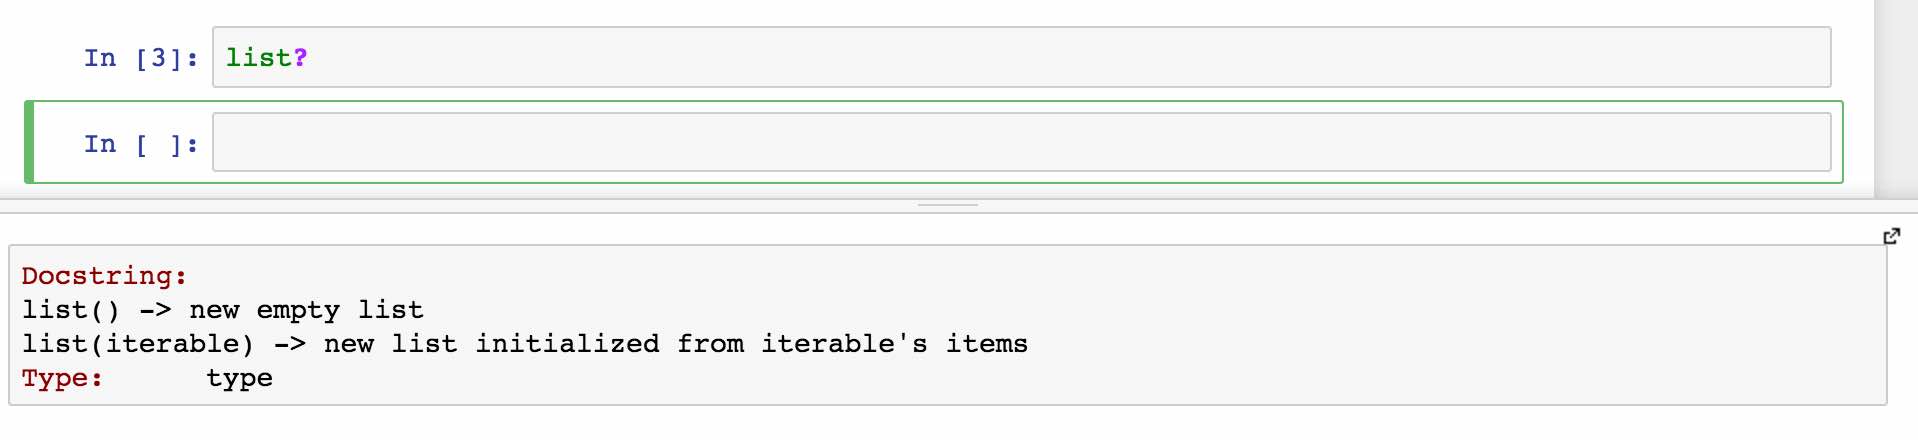 In [3]: list?
In [ ]:
Docstring:
list() -> new empty list
list(iterable) -> new list initialized from iterable's items
Type:      type